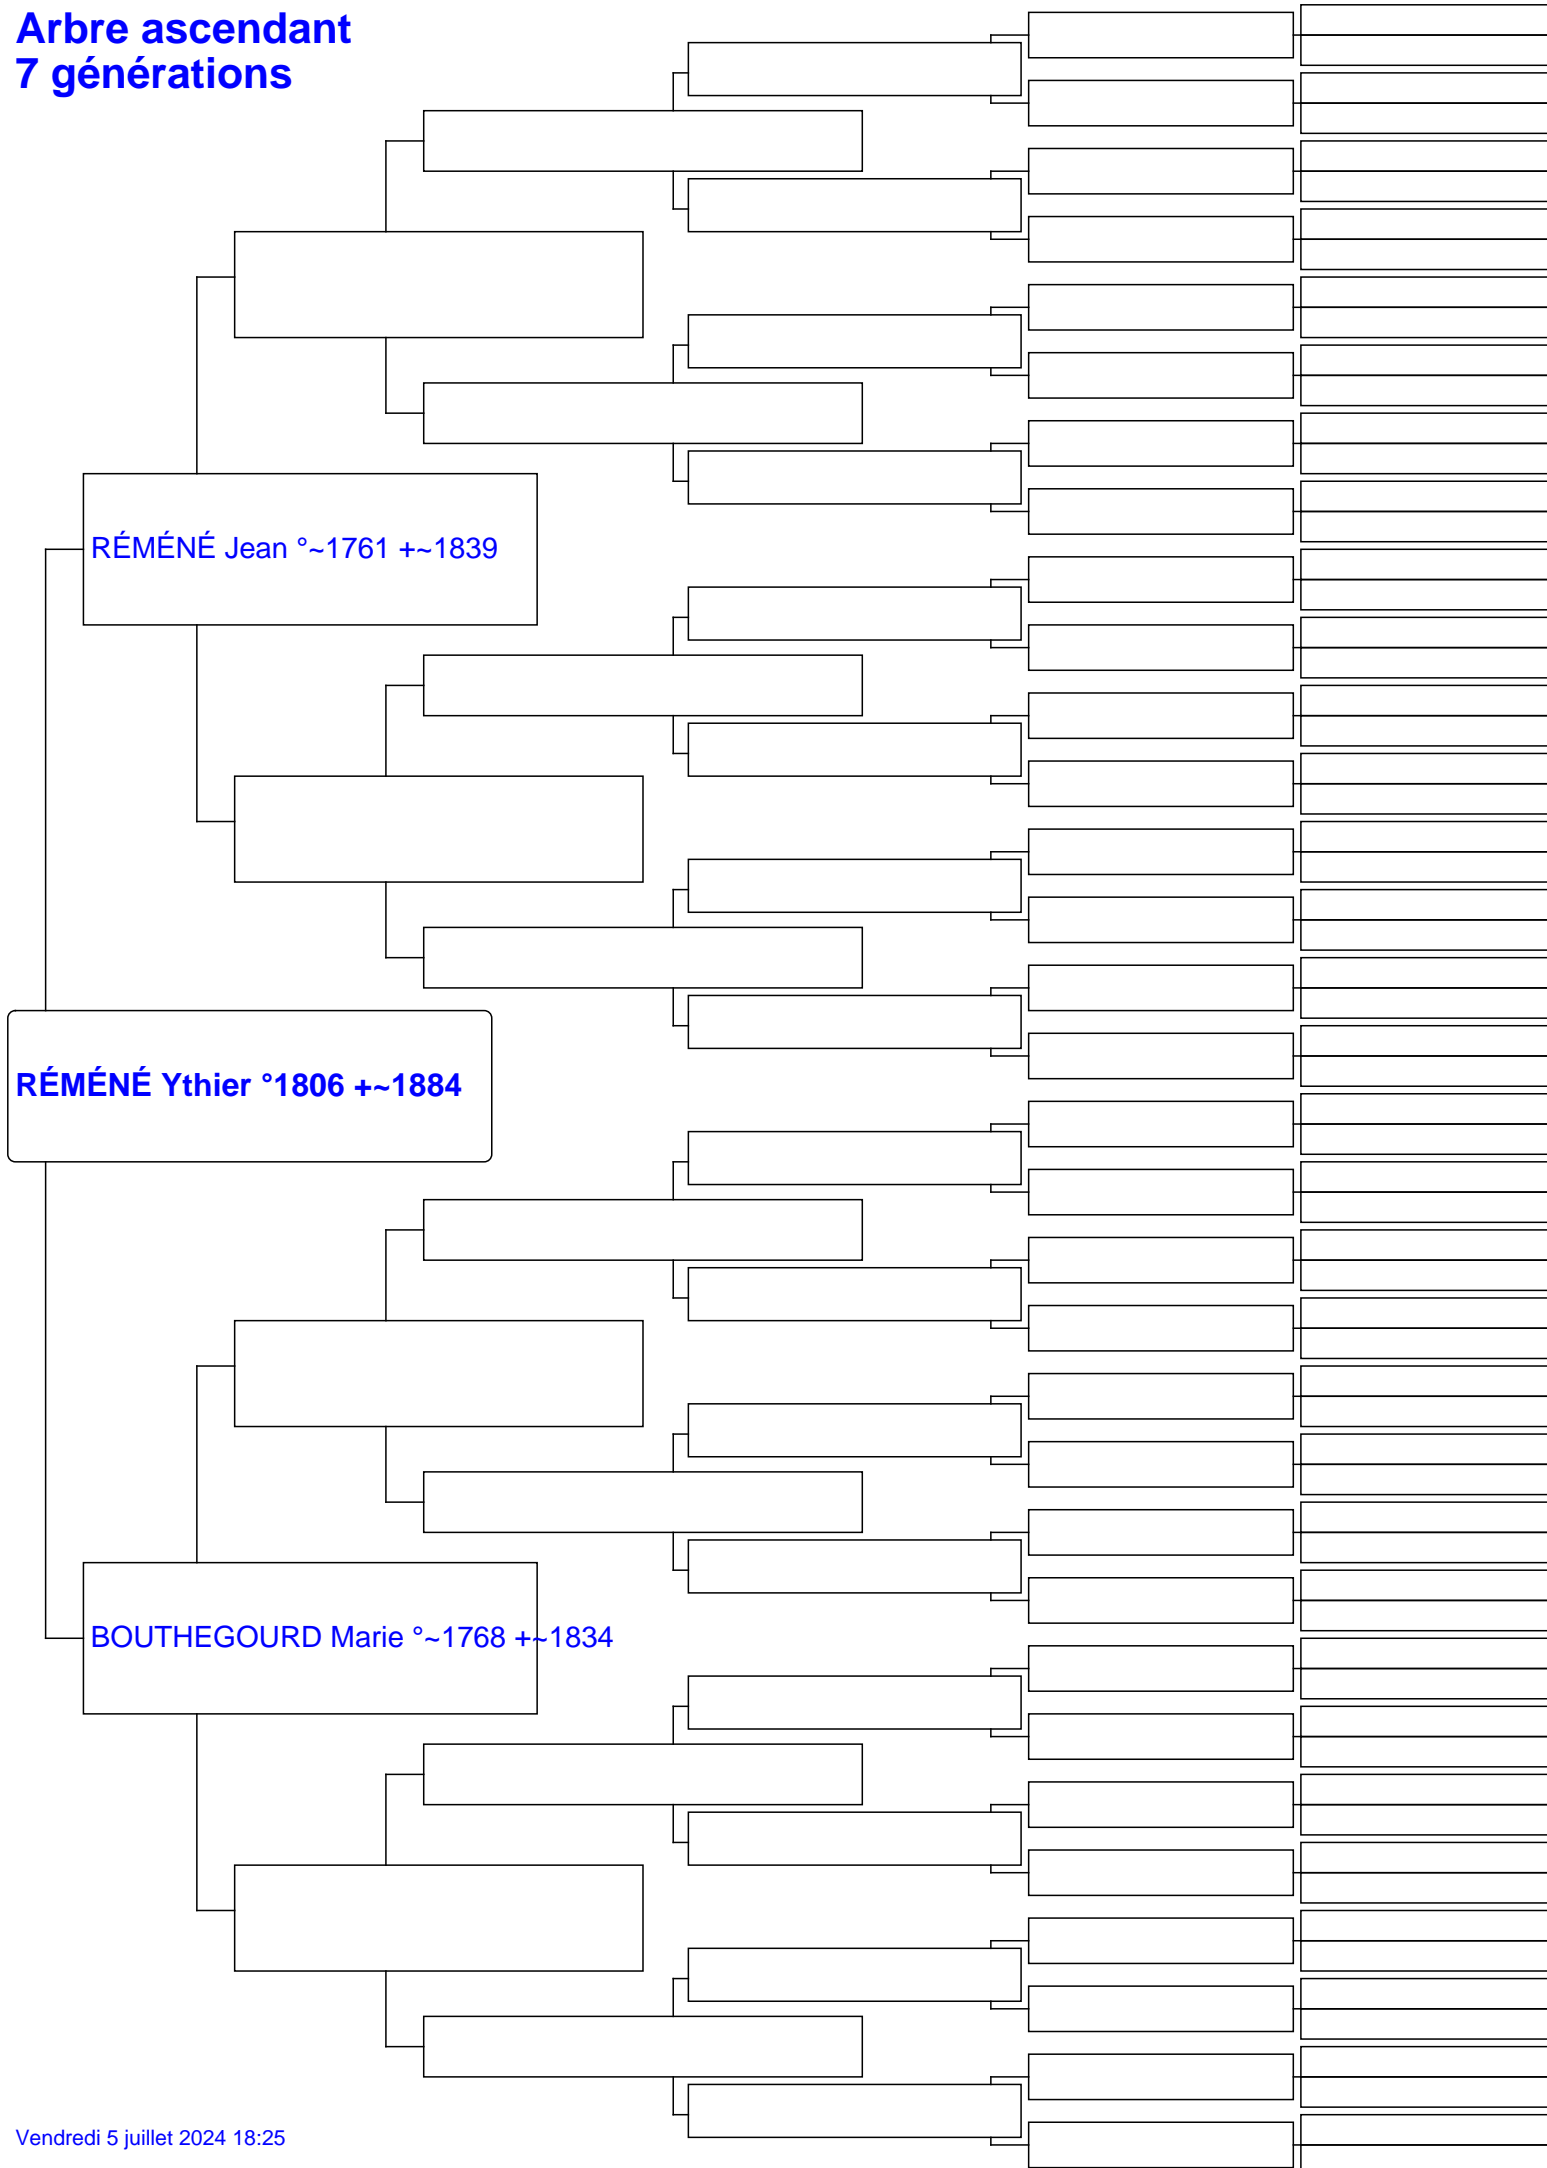 Arbre ascendant
7 générations
RÉMÉNÉ Jean °~1761 +~1839
RÉMÉNÉ Ythier °1806 +~1884
BOUTHEGOURD Marie °~1768 +~1834
Vendredi 5 juillet 2024 18:25